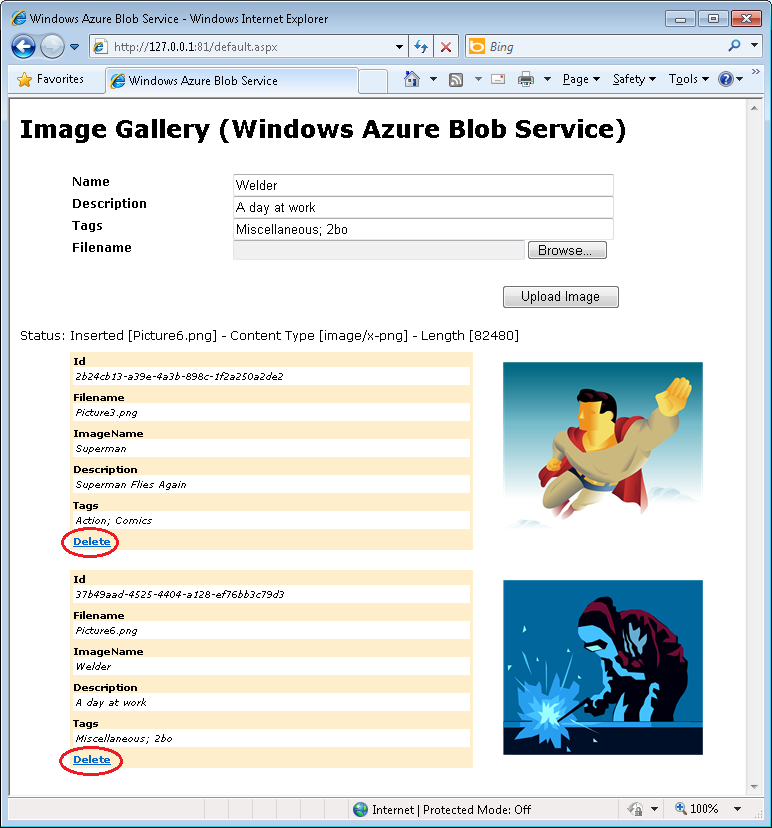 Windows Azure Blob Service - Windows Internet Explorer
http://127.0.0.1:81/default.aspx
Bing
Favorites
Windows Azure Blob Service
Page
Safety
Tools
Image Gallery (Windows Azure Blob Service)
Name
Welder
Description
A day at work
Tags
Miscellaneous; 2bo
Filename
Browse...
Upload Image
Status: Inserted [Picture6.png] - Content Type [image/x-png] - Length [82480]
Id
2b24cb13-a39e-4a3b-898c-1f2a250a2de2
Filename
Picture3.png
ImageName
Superman
Description
Superman Flies Again
Tags
Action; Comics
Delete
Id
37b49aad-4525-4404-a128-ef76bb3c79d3
Filename
Picture6.png
ImageName
Welder
Description
A day at work
Tags
Miscellaneous; 2bo
Delete
Internet | Protected Mode: Off
100%